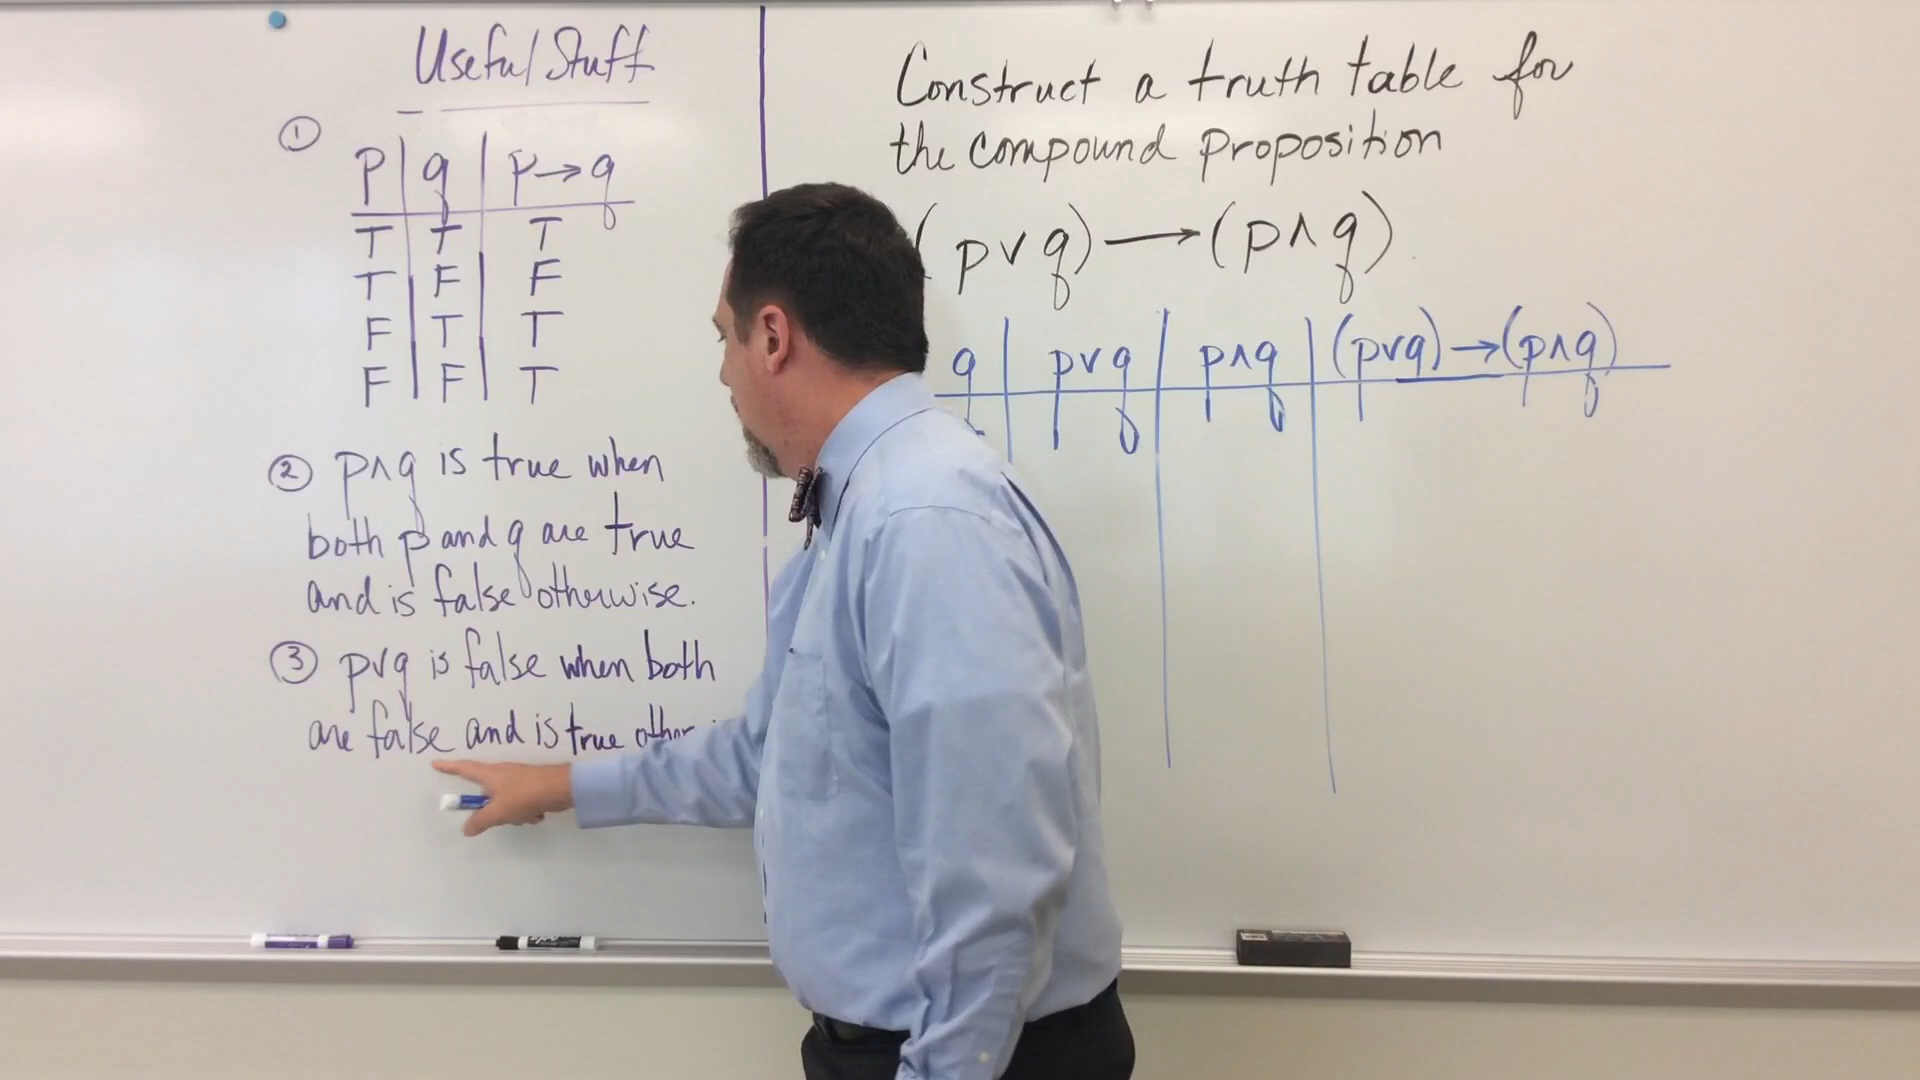 Useful Stuff
① p | q | p → q
T | T | T
T | F | F
F | T | T
F | F | T
② p∧q is true when
both p and q are true
and is false otherwise.
③ p∨q is false when both
are false and is true
Construct a truth table for
the compound proposition
(p∨q) → (p∧q)
q | p∨q | p∧q | (p∨q) → (p∧q)